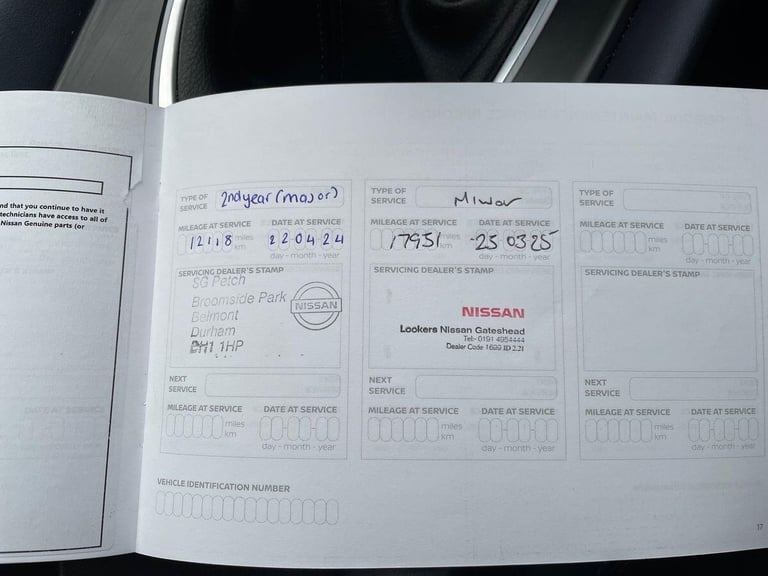 nd that you continue to have it
technicians have access to all of
Nissan Genuine parts (or
TYPE OF SERVICE 2nd year (major)
MILEAGE AT SERVICE DATE AT SERVICE
12118 miles km 22 04 24
day - month - year
SERVICING DEALER'S STAMP
SG Petch
Broomside Park
Belmont
Durham
DH1 1HP
NISSAN
NEXT SERVICE
MILEAGE AT SERVICE DATE AT SERVICE
miles km
day - month - year
TYPE OF SERVICE Minor
MILEAGE AT SERVICE DATE AT SERVICE
17951 miles km 25 03 25
day - month - year
SERVICING DEALER'S STAMP
NISSAN
Lookers Nissan Gateshead
Tel:- 0191 4954444
Dealer Code 1699 ID 2.21
NEXT SERVICE
MILEAGE AT SERVICE DATE AT SERVICE
miles km
day - month - year
TYPE OF SERVICE
MILEAGE AT SERVICE DATE AT SERVICE
miles km
day - month - year
SERVICING DEALER'S STAMP
NEXT SERVICE
MILEAGE AT SERVICE DATE AT SERVICE
miles km
day - month - year
VEHICLE IDENTIFICATION NUMBER
17